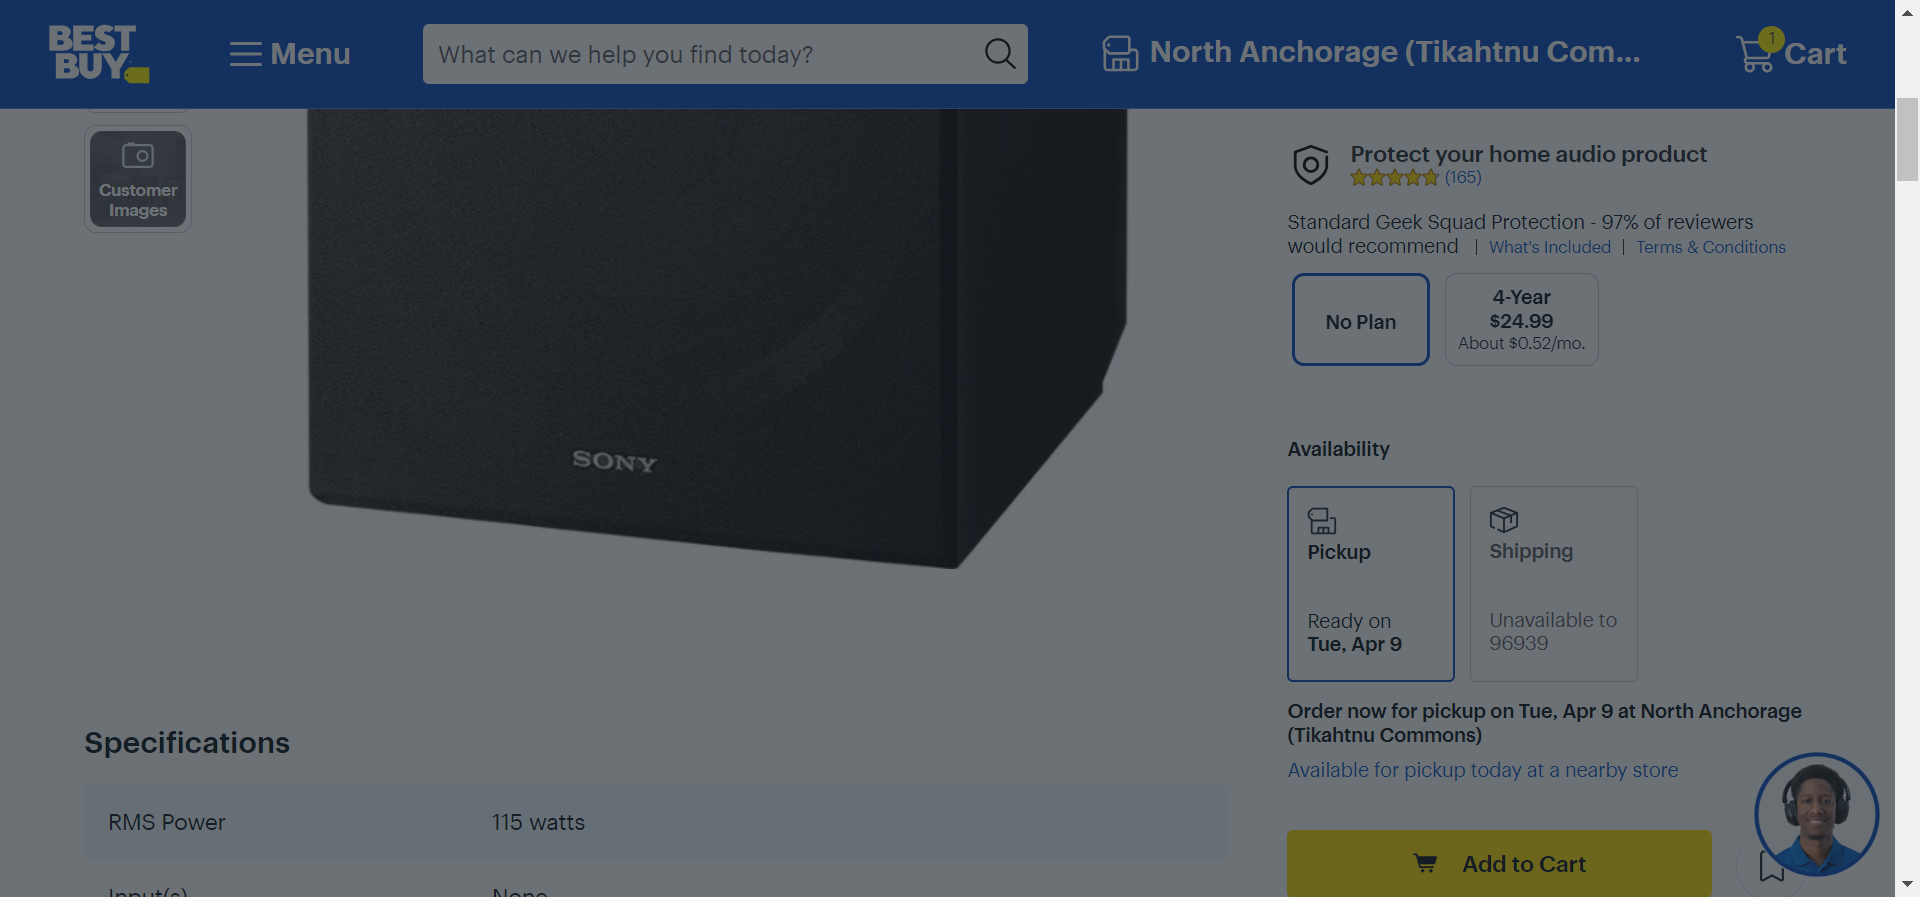 BEST
BUY
Menu
What can we help you find today?
North Anchorage (Tikahtnu Com...
1
Cart
Customer
Images
SONY
Protect your home audio product
(165)
Standard Geek Squad Protection - 97% of reviewers
would recommend | What's Included | Terms & Conditions
No Plan
4-Year
$24.99
About $0.52/mo.
Availability
Pickup
Ready on
Tue, Apr 9
Shipping
Unavailable to
96939
Order now for pickup on Tue, Apr 9 at North Anchorage
(Tikahtnu Commons)
Available for pickup today at a nearby store
Add to Cart
Specifications
RMS Power 115 watts
Input(s) None